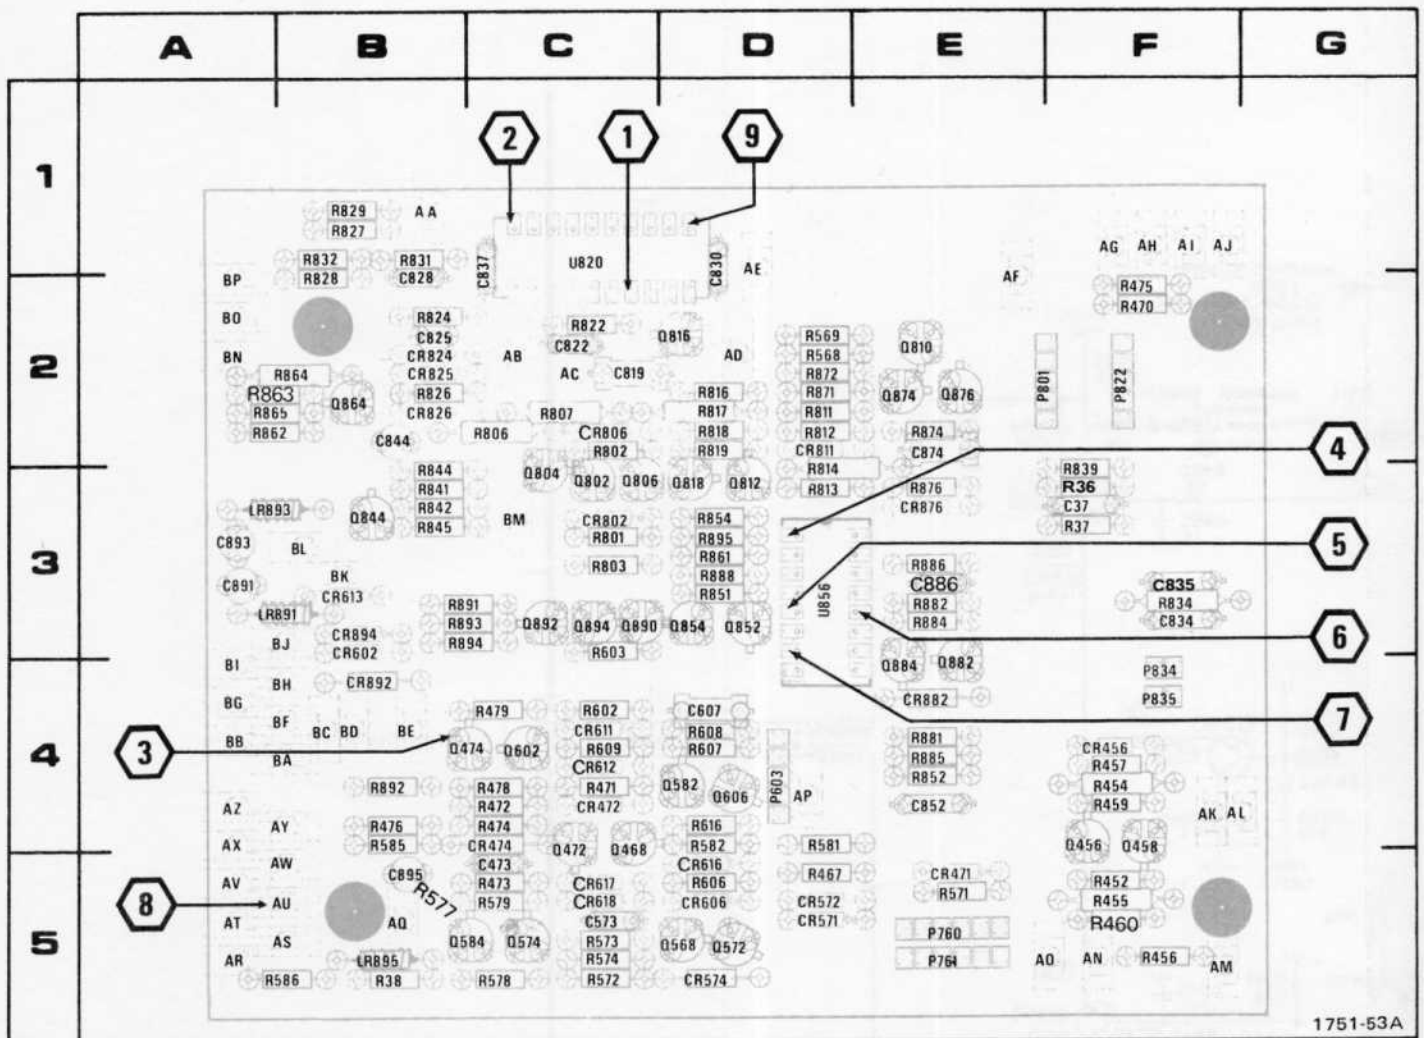 A B C D E F G
2 1 9
1
R829 AA
R827
AG AH AI AJ
R832 R831 C837 U820 C830 AE
BP R828 C828 AF R475
R470
BO R824 R822 Q816 R569
C825 C822 Q810
2
BN CR824 AB AD R568
R864 CR825 AC C819 R872 P801 P822
R863 R826 R816 R871 Q874 Q876
Q864
R865 CR826 R807 R817 R811
R862 C844 R806 CR806 R818 R812 R874
R802 R819 CR811 C874 4
R844 Q804 R814 R839
R841 Q802 Q806 Q818 Q812 R813 R876 R36
LR893 R842 CR876 C37
Q844 R845 BM CR802 R854 R37
C893 BL R801 R895 5
3
R861 R886
BK R803 R888 C886 C835
C891 CR613 R851 U856
LR891 R891 R882 R834
R893 Q892 Q894 Q890 Q854 Q852 R884 C834
BJ CR894 R894 6
CR602 R603
BI Q884 Q882 P834
BH CR892
BG R479 R602 C607 CR882 P835
BF CR611 R608 7
BC BD BE
3 BB Q474 Q602 R609 R607 R881 CR456
4
BA CR612 R885 R457
R892 R478 R471 Q582 P603 R852 R454
AZ R472 CR472 Q606 AP C852 R459 AK AL
AY R476 R474 R616
AX R585 CR474 Q472 Q468 R582 R581 Q456 Q458
AW C895 C473 CR616 R467 CR471
AV R577 R473 CR617 R606 R571 R452
8 AU R579 CR618 CR606 CR572 R455
AT AQ C573 CR571 R460
5
AS Q584 Q574 R573 Q568 Q572 P760
AR LR895 R574 P761 AO AN R456 AM
R586 R38 R578 R572 CR574
1751-53A